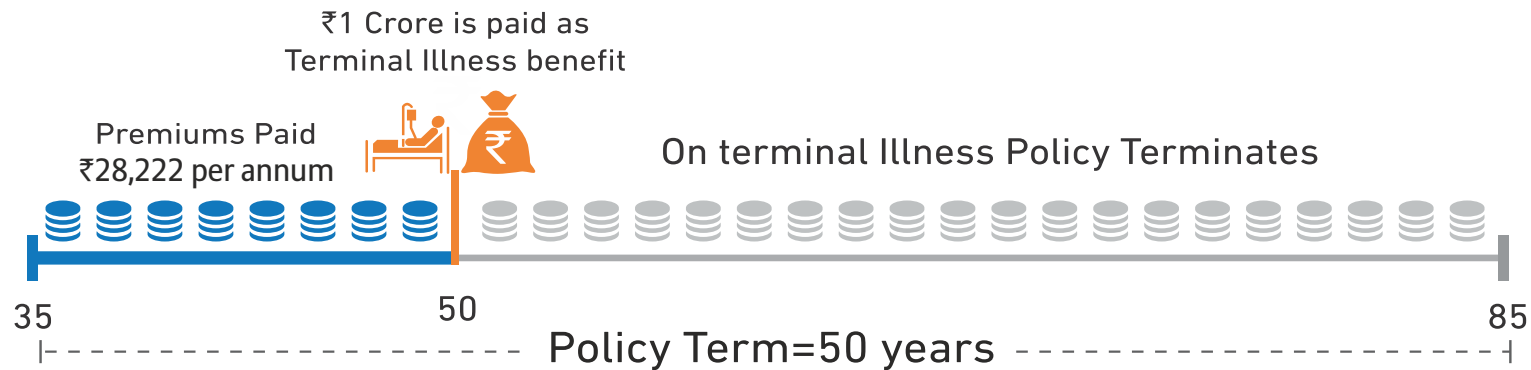 ₹1 Crore is paid as
Terminal Illness benefit
Premiums Paid
₹28,222 per annum
₹
On terminal Illness Policy Terminates
35
50
85
Policy Term=50 years